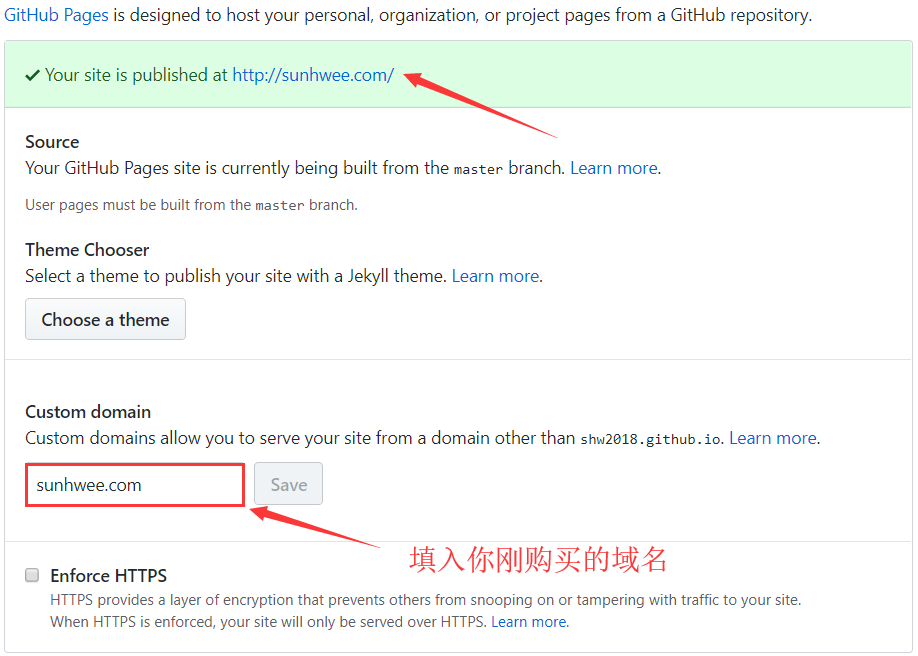 GitHub Pages is designed to host your personal, organization, or project pages from a GitHub repository.
Your site is published at http://sunhwee.com/
Source
Your GitHub Pages site is currently being built from the master branch. Learn more.
User pages must be built from the master branch.
Theme Chooser
Select a theme to publish your site with a Jekyll theme. Learn more.
Choose a theme
Custom domain
Custom domains allow you to serve your site from a domain other than shw2018.github.io. Learn more.
sunhwee.com Save
填入你刚购买的域名
Enforce HTTPS
HTTPS provides a layer of encryption that prevents others from snooping on or tampering with traffic to your site.
When HTTPS is enforced, your site will only be served over HTTPS. Learn more.